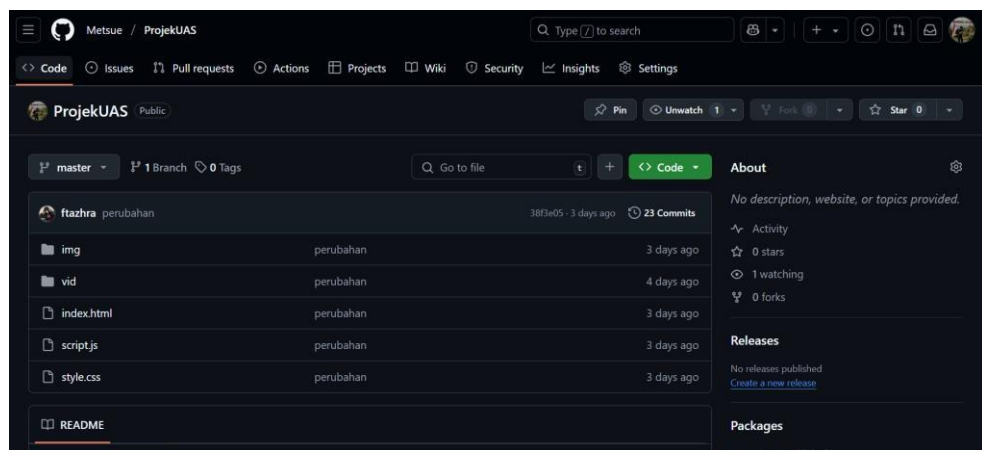 Metsue / ProjekUAS Type / to search
Code Issues Pull requests Actions Projects Wiki Security Insights Settings
ProjekUAS Public Pin Unwatch 1 Fork 0 Star 0
master 1 Branch 0 Tags Go to file t Code
ftazhra perubahan 38f3e05 · 3 days ago 23 Commits
img perubahan 3 days ago
vid perubahan 4 days ago
index.html perubahan 3 days ago
script.js perubahan 3 days ago
style.css perubahan 3 days ago
README
About
No description, website, or topics provided.
Activity
0 stars
1 watching
0 forks
Releases
No releases published
Create a new release
Packages